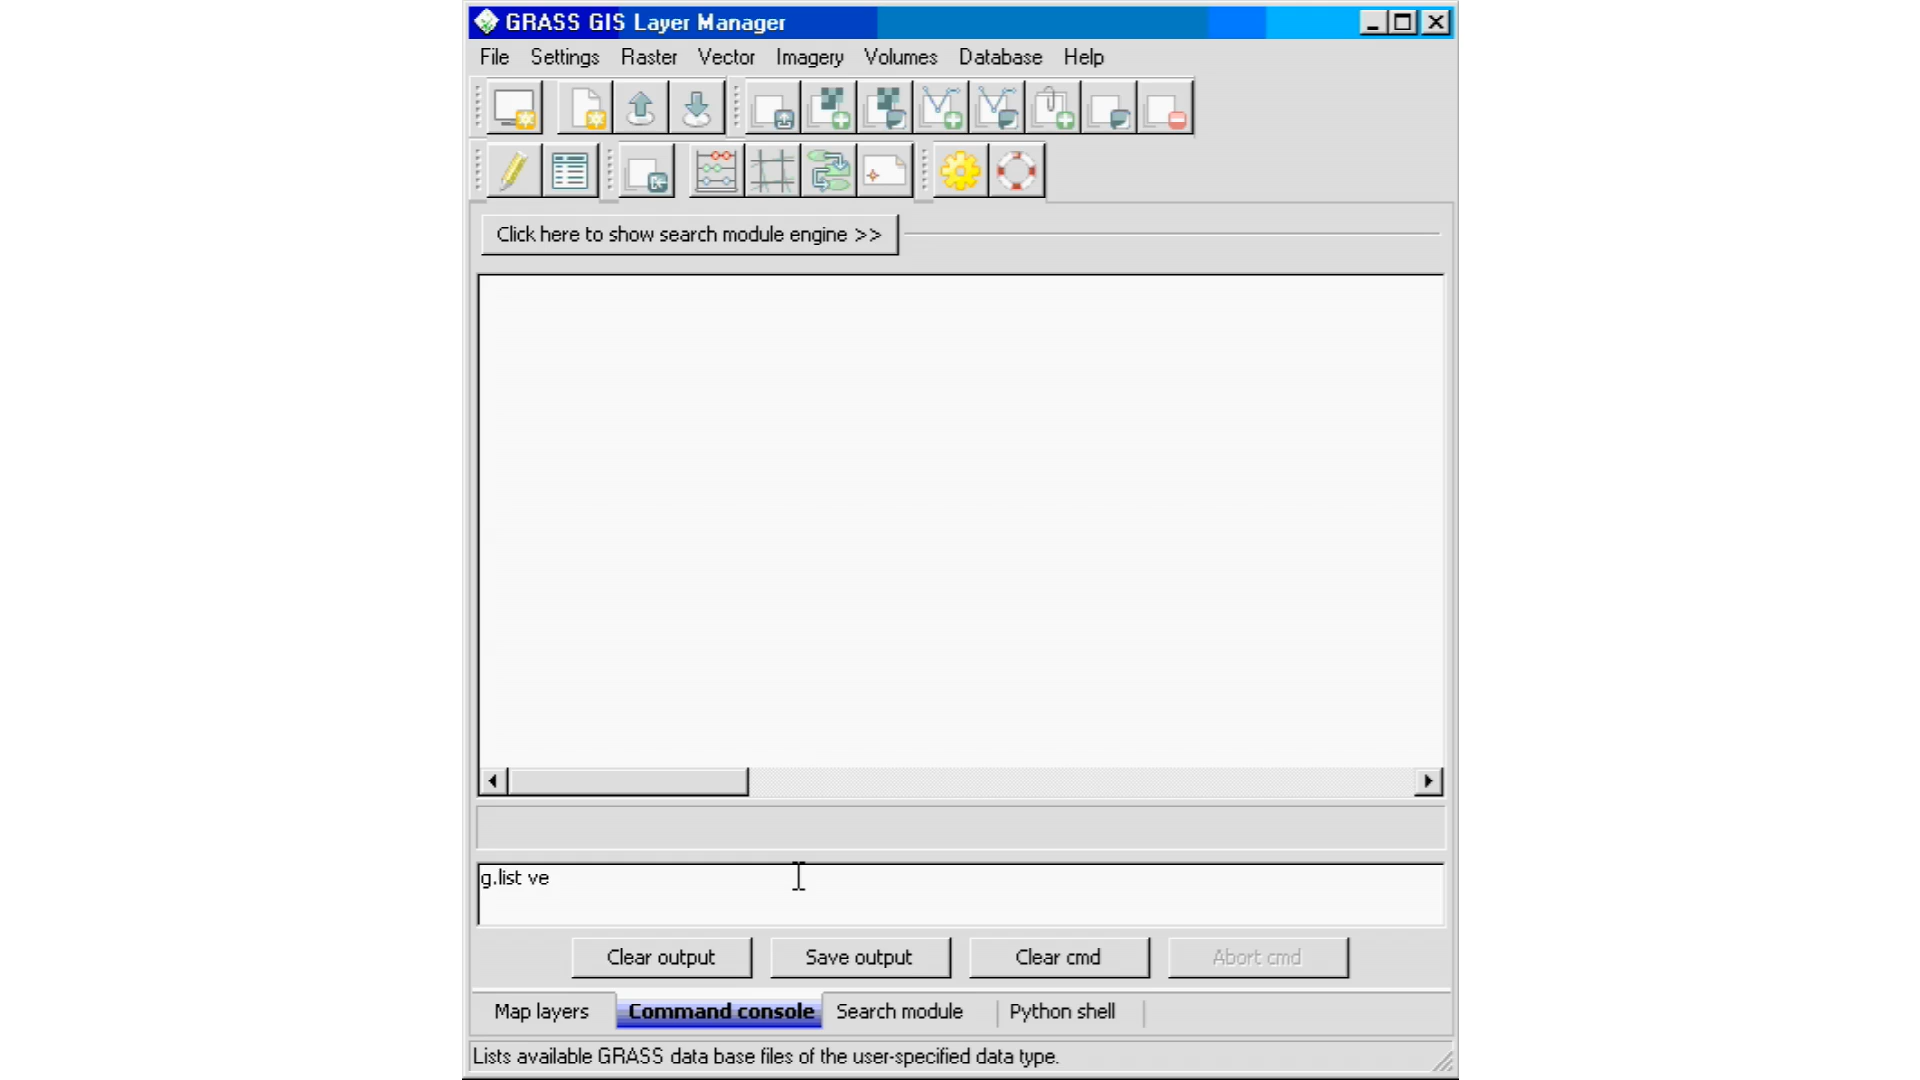 GRASS GIS Layer Manager
File Settings Raster Vector Imagery Volumes Database Help
Click here to show search module engine >>
g.list ve
Clear output Save output Clear cmd Abort cmd
Map layers Command console Search module Python shell
Lists available GRASS data base files of the user-specified data type.